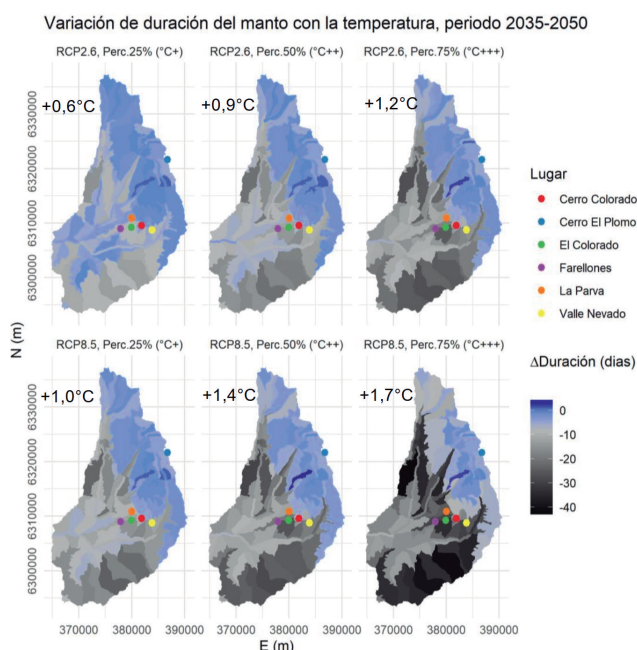 Variación de duración del manto con la temperatura, periodo 2035-2050
RCP2.6, Perc.25% (°C+)
RCP2.6, Perc.50% (°C++)
RCP2.6, Perc.75% (°C+++)
+0,6°C
+0,9°C
+1,2°C
6330000
6320000
6310000
6300000
RCP8.5, Perc.25% (°C+)
RCP8.5, Perc.50% (°C++)
RCP8.5, Perc.75% (°C+++)
+1,0°C
+1,4°C
+1,7°C
6330000
6320000
6310000
6300000
N (m)
370000 380000 390000
370000 380000 390000
370000 380000 390000
E (m)
Lugar
Cerro Colorado
Cerro El Plomo
El Colorado
Farellones
La Parva
Valle Nevado
ΔDuración (dias)
0
-10
-20
-30
-40